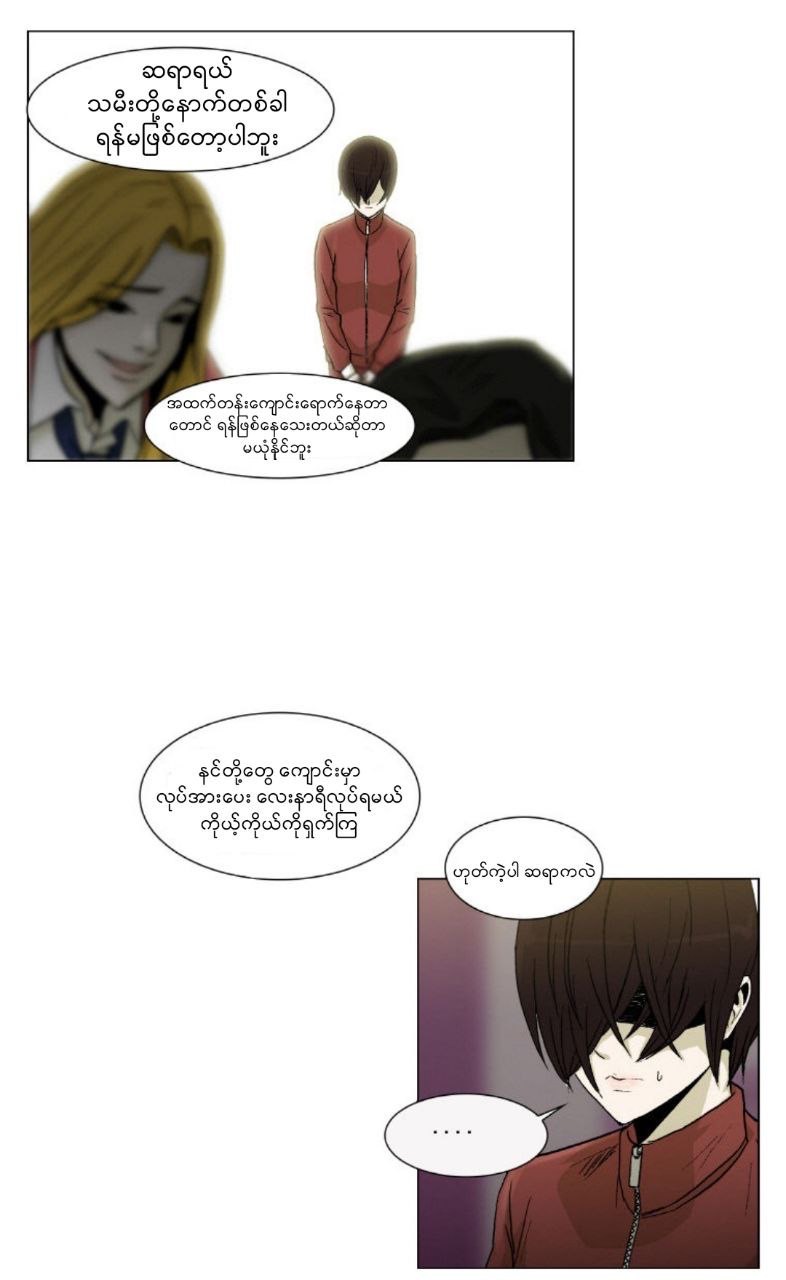 ဆရာရယ်
သမီးတို့နောက်တစ်ခါ
ရန်မဖြစ်တော့ပါဘူး
အထက်တန်းကျောင်းရောက်နေတာ
တောင် ရန်ဖြစ်နေသေးတယ်ဆိုတာ
မယုံနိုင်ဘူး
နင်တို့တွေ ကျောင်းမှာ
လုပ်အားပေး လေးနာရီလုပ်ရမယ်
ကိုယ့်ကိုယ်ကိုရှက်ကြ
ဟုတ်ကဲ့ပါ ဆရာကလဲ
....